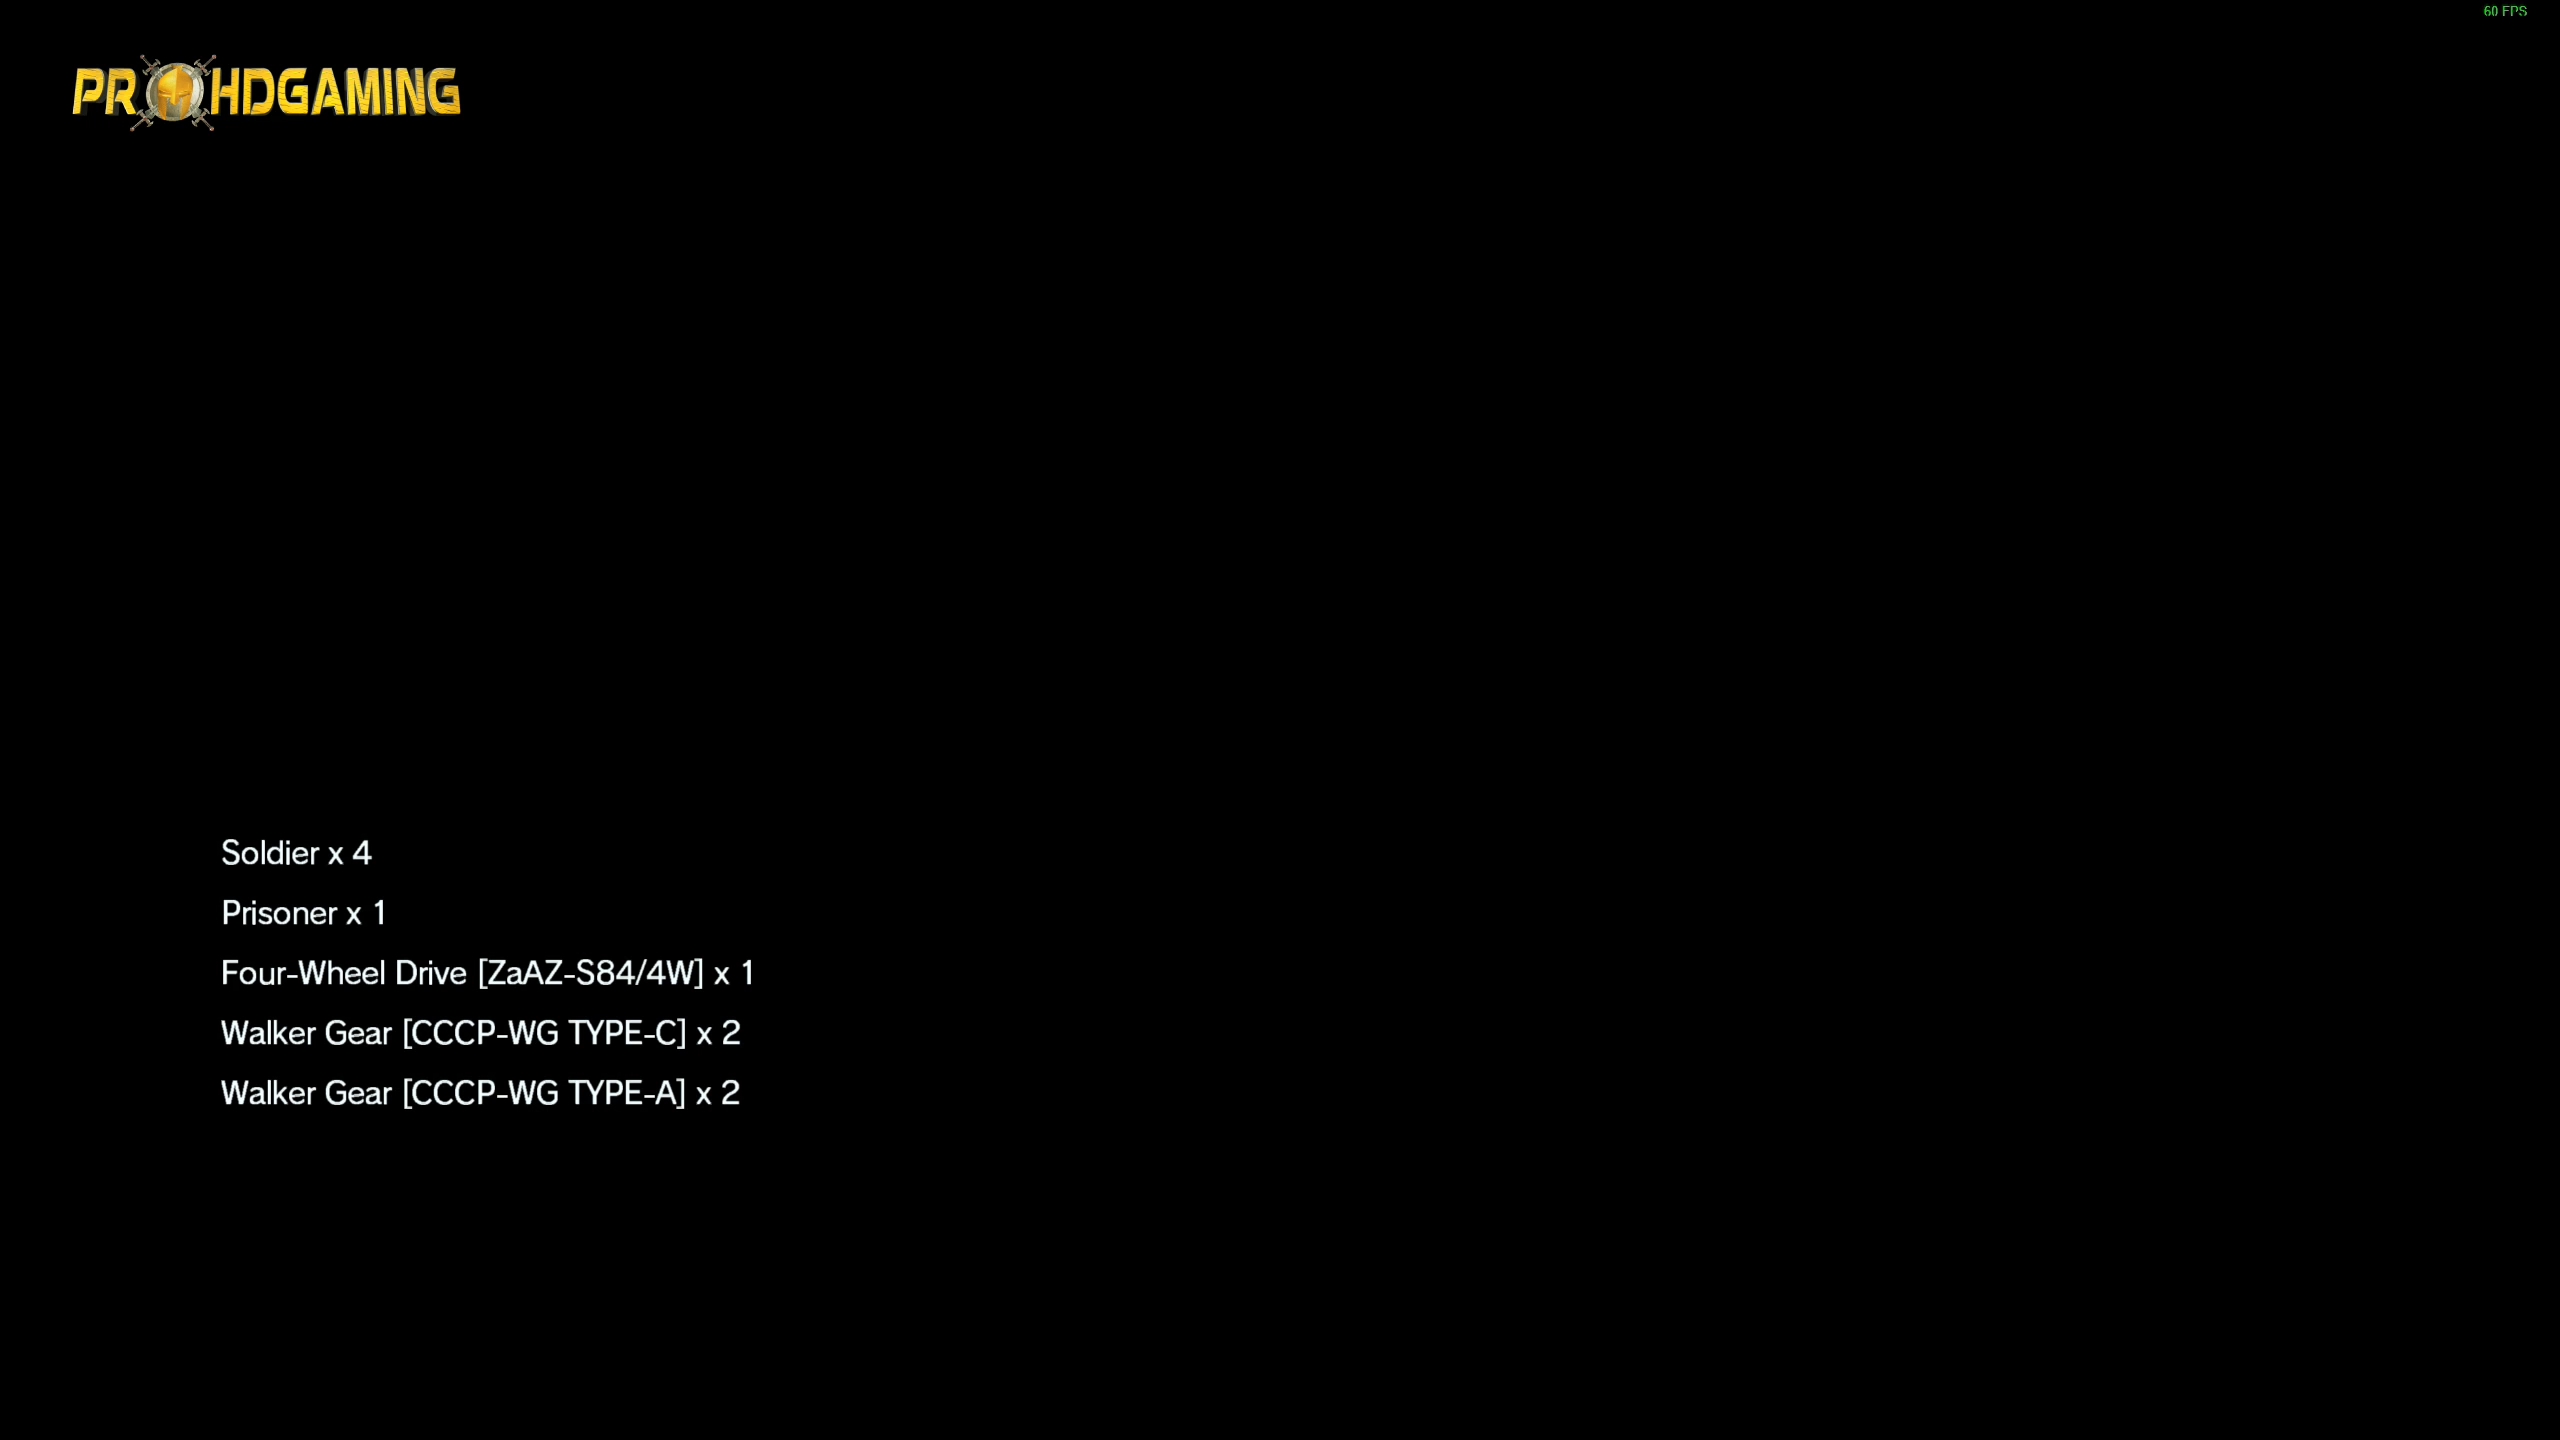 60 FPS
PROHDGAMING
Soldier x 4
Prisoner x 1
Four-Wheel Drive [ZaAZ-S84/4W] x 1
Walker Gear [CCCP-WG TYPE-C] x 2
Walker Gear [CCCP-WG TYPE-A] x 2